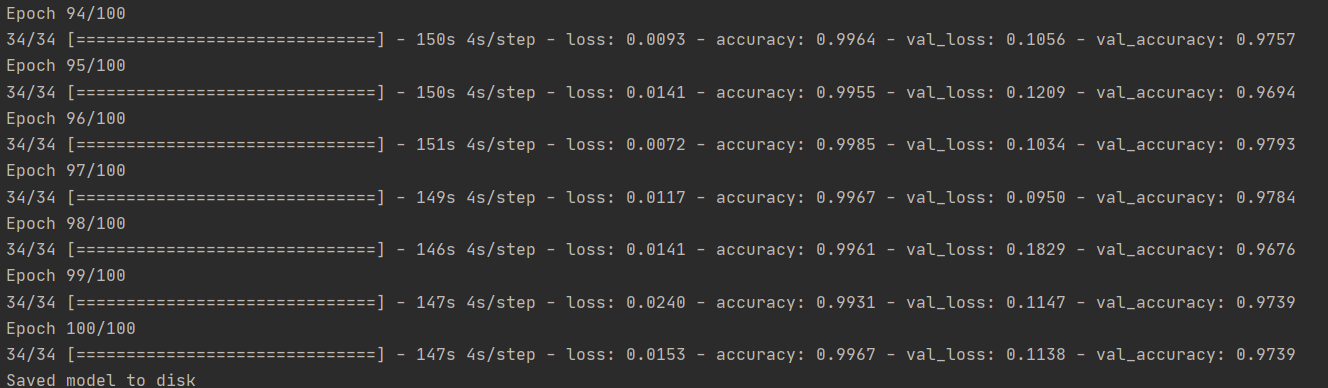 Epoch 94/100
34/34 [==============================] - 150s 4s/step - loss: 0.0093 - accuracy: 0.9964 - val_loss: 0.1056 - val_accuracy: 0.9757
Epoch 95/100
34/34 [==============================] - 150s 4s/step - loss: 0.0141 - accuracy: 0.9955 - val_loss: 0.1209 - val_accuracy: 0.9694
Epoch 96/100
34/34 [==============================] - 151s 4s/step - loss: 0.0072 - accuracy: 0.9985 - val_loss: 0.1034 - val_accuracy: 0.9793
Epoch 97/100
34/34 [==============================] - 149s 4s/step - loss: 0.0117 - accuracy: 0.9967 - val_loss: 0.0950 - val_accuracy: 0.9784
Epoch 98/100
34/34 [==============================] - 146s 4s/step - loss: 0.0141 - accuracy: 0.9961 - val_loss: 0.1829 - val_accuracy: 0.9676
Epoch 99/100
34/34 [==============================] - 147s 4s/step - loss: 0.0240 - accuracy: 0.9931 - val_loss: 0.1147 - val_accuracy: 0.9739
Epoch 100/100
34/34 [==============================] - 147s 4s/step - loss: 0.0153 - accuracy: 0.9967 - val_loss: 0.1138 - val_accuracy: 0.9739
Saved model to disk